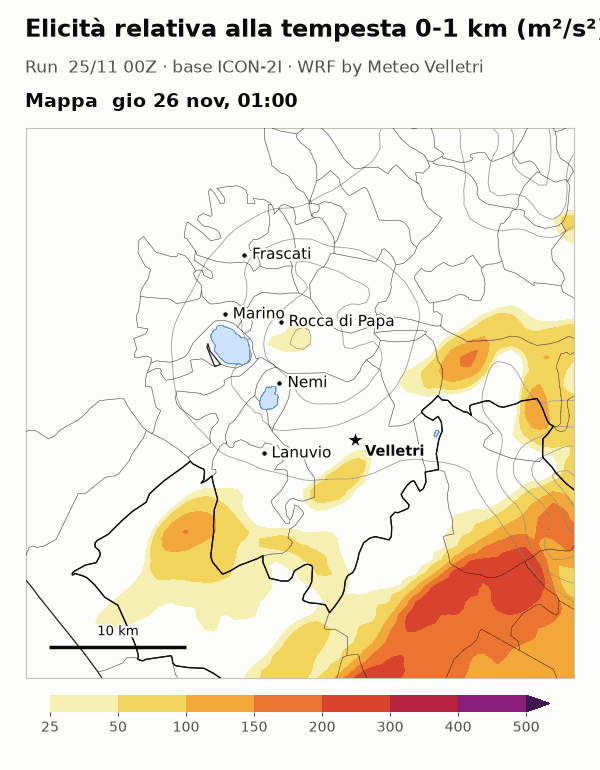 Elicità relativa alla tempesta 0-1 km (m²/s²)
Run  25/11 00Z · base ICON-2I · WRF by Meteo Velletri
Mappa  gio 26 nov, 01:00
Frascati
Marino
Rocca di Papa
Nemi
Lanuvio
Velletri
10 km
25 50 100 150 200 300 400 500